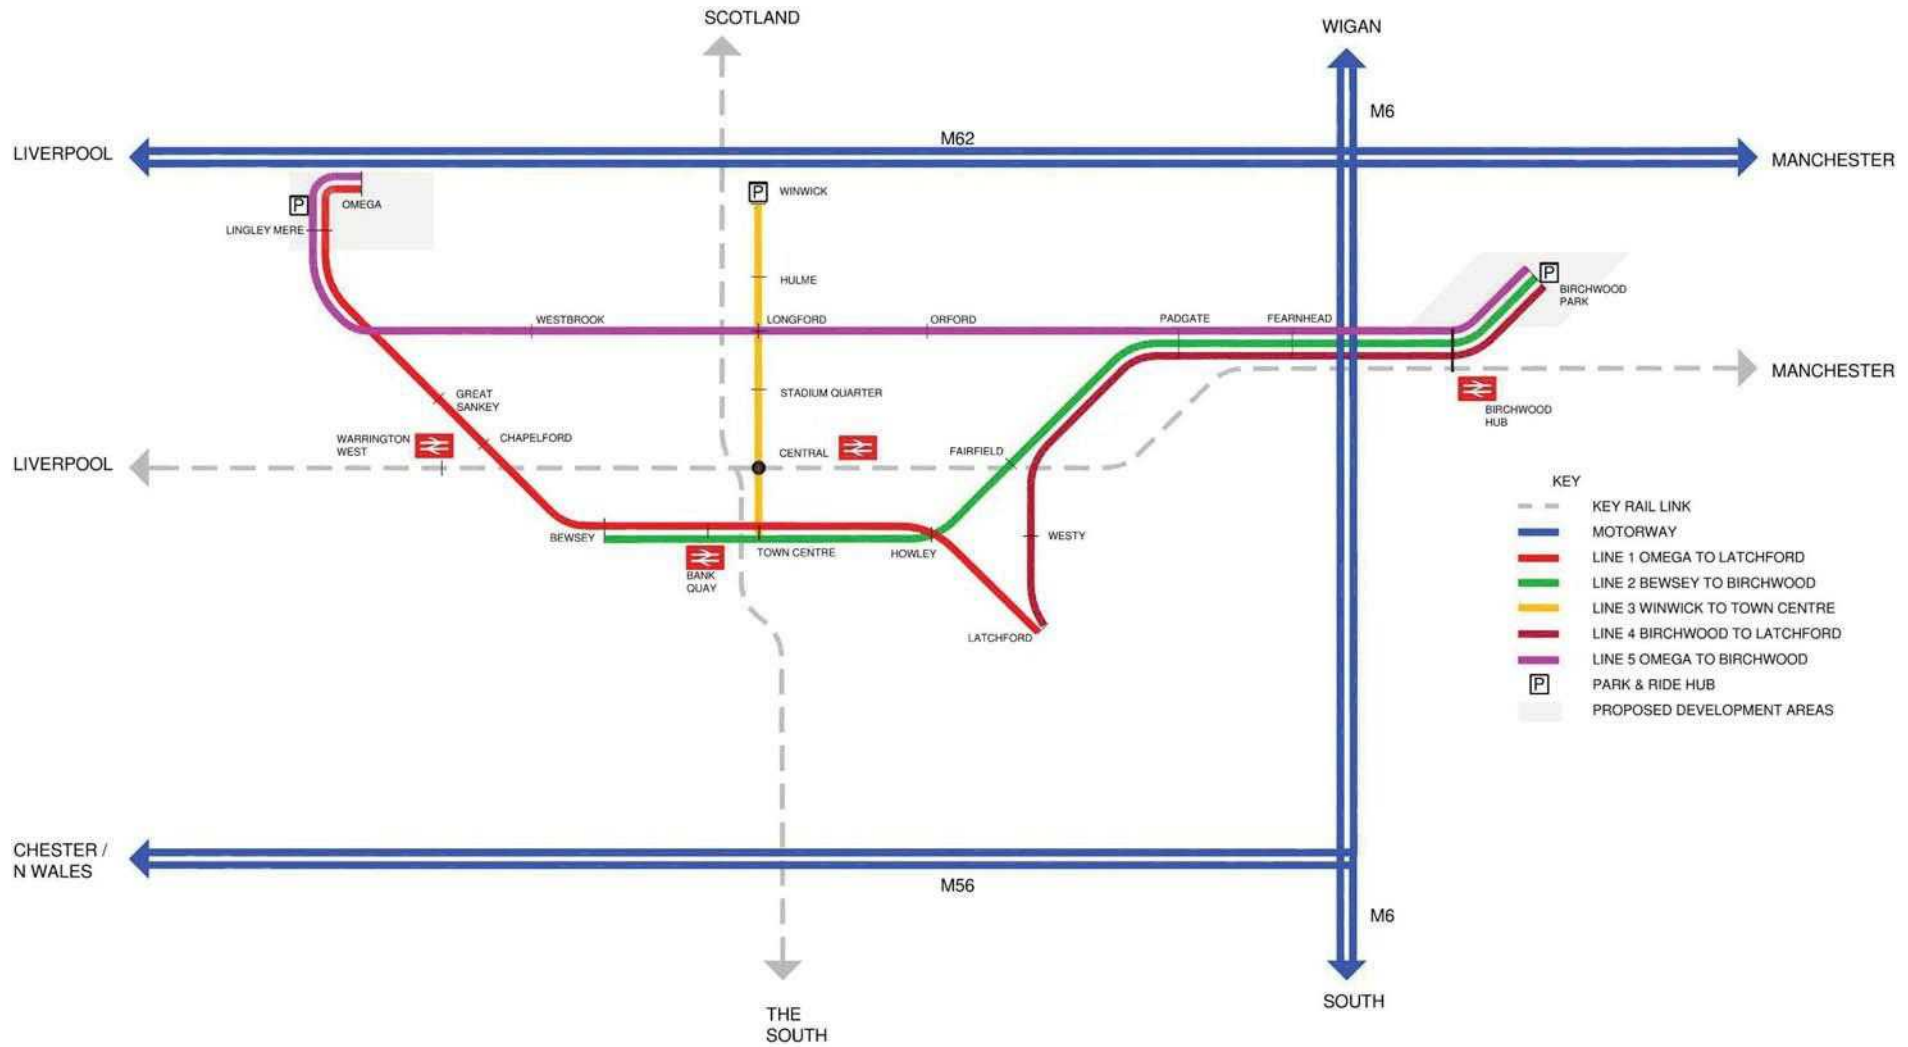 SCOTLAND
WIGAN
M6
M62
LIVERPOOL
MANCHESTER
P
WINWICK
P
OMEGA
LINGLEY MERE
HULME
P
BIRCHWOOD
PARK
WESTBROOK
LONGFORD
ORFORD
PADGATE
FEARNHEAD
MANCHESTER
GREAT
SANKEY
STADIUM QUARTER
BIRCHWOOD
HUB
WARRINGTON
WEST
CHAPELFORD
CENTRAL
FAIRFIELD
LIVERPOOL
BEWSEY
TOWN CENTRE
HOWLEY
WESTY
BANK
QUAY
LATCHFORD
KEY
KEY RAIL LINK
MOTORWAY
LINE 1 OMEGA TO LATCHFORD
LINE 2 BEWSEY TO BIRCHWOOD
LINE 3 WINWICK TO TOWN CENTRE
LINE 4 BIRCHWOOD TO LATCHFORD
LINE 5 OMEGA TO BIRCHWOOD
P
PARK & RIDE HUB
PROPOSED DEVELOPMENT AREAS
CHESTER /
N WALES
M56
M6
THE
SOUTH
SOUTH